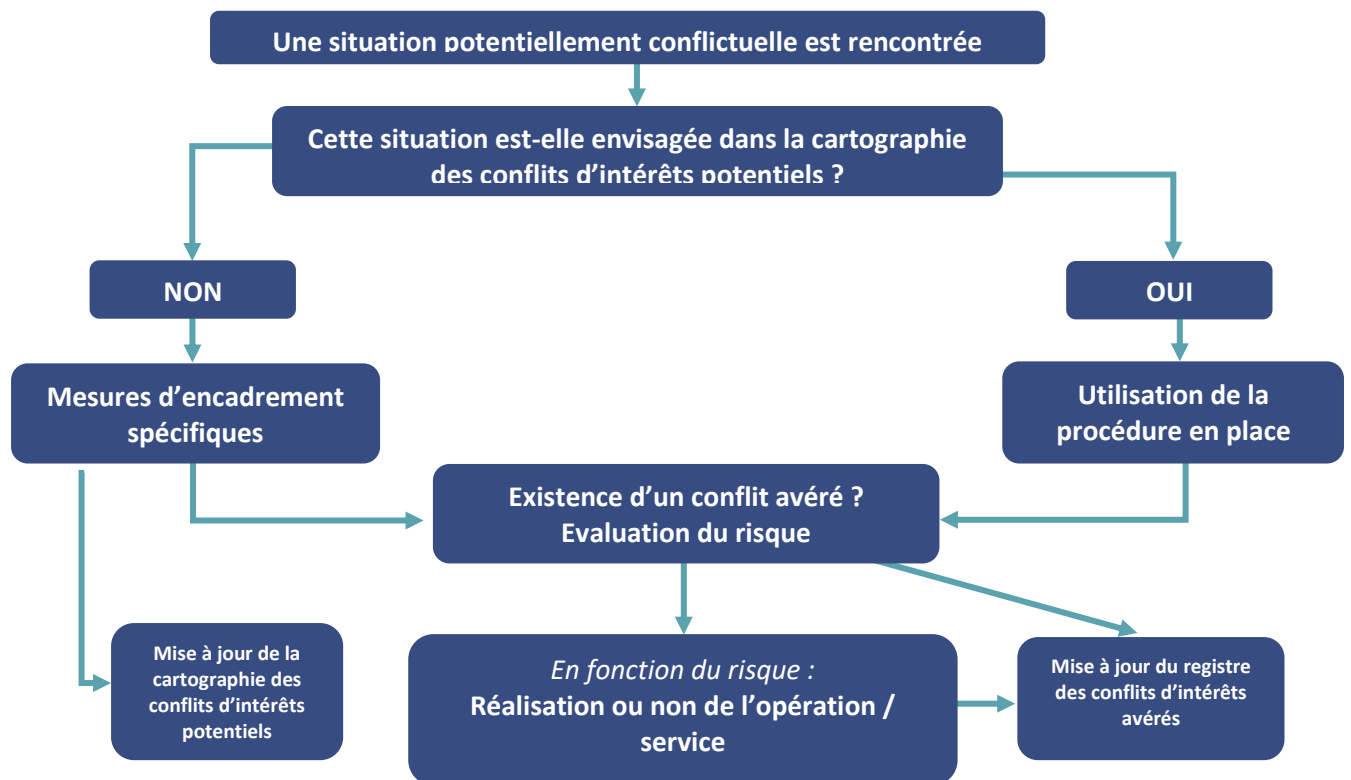 Une situation potentiellement conflictuelle est rencontrée
Cette situation est-elle envisagée dans la cartographie
des conflits d’intérêts potentiels ?
NON
OUI
Mesures d’encadrement
spécifiques
Utilisation de la
procédure en place
Existence d’un conflit avéré ?
Evaluation du risque
Mise à jour de la
cartographie des
conflits d’intérêts
potentiels
En fonction du risque :
Réalisation ou non de l’opération /
service
Mise à jour du registre
des conflits d’intérêts
avérés